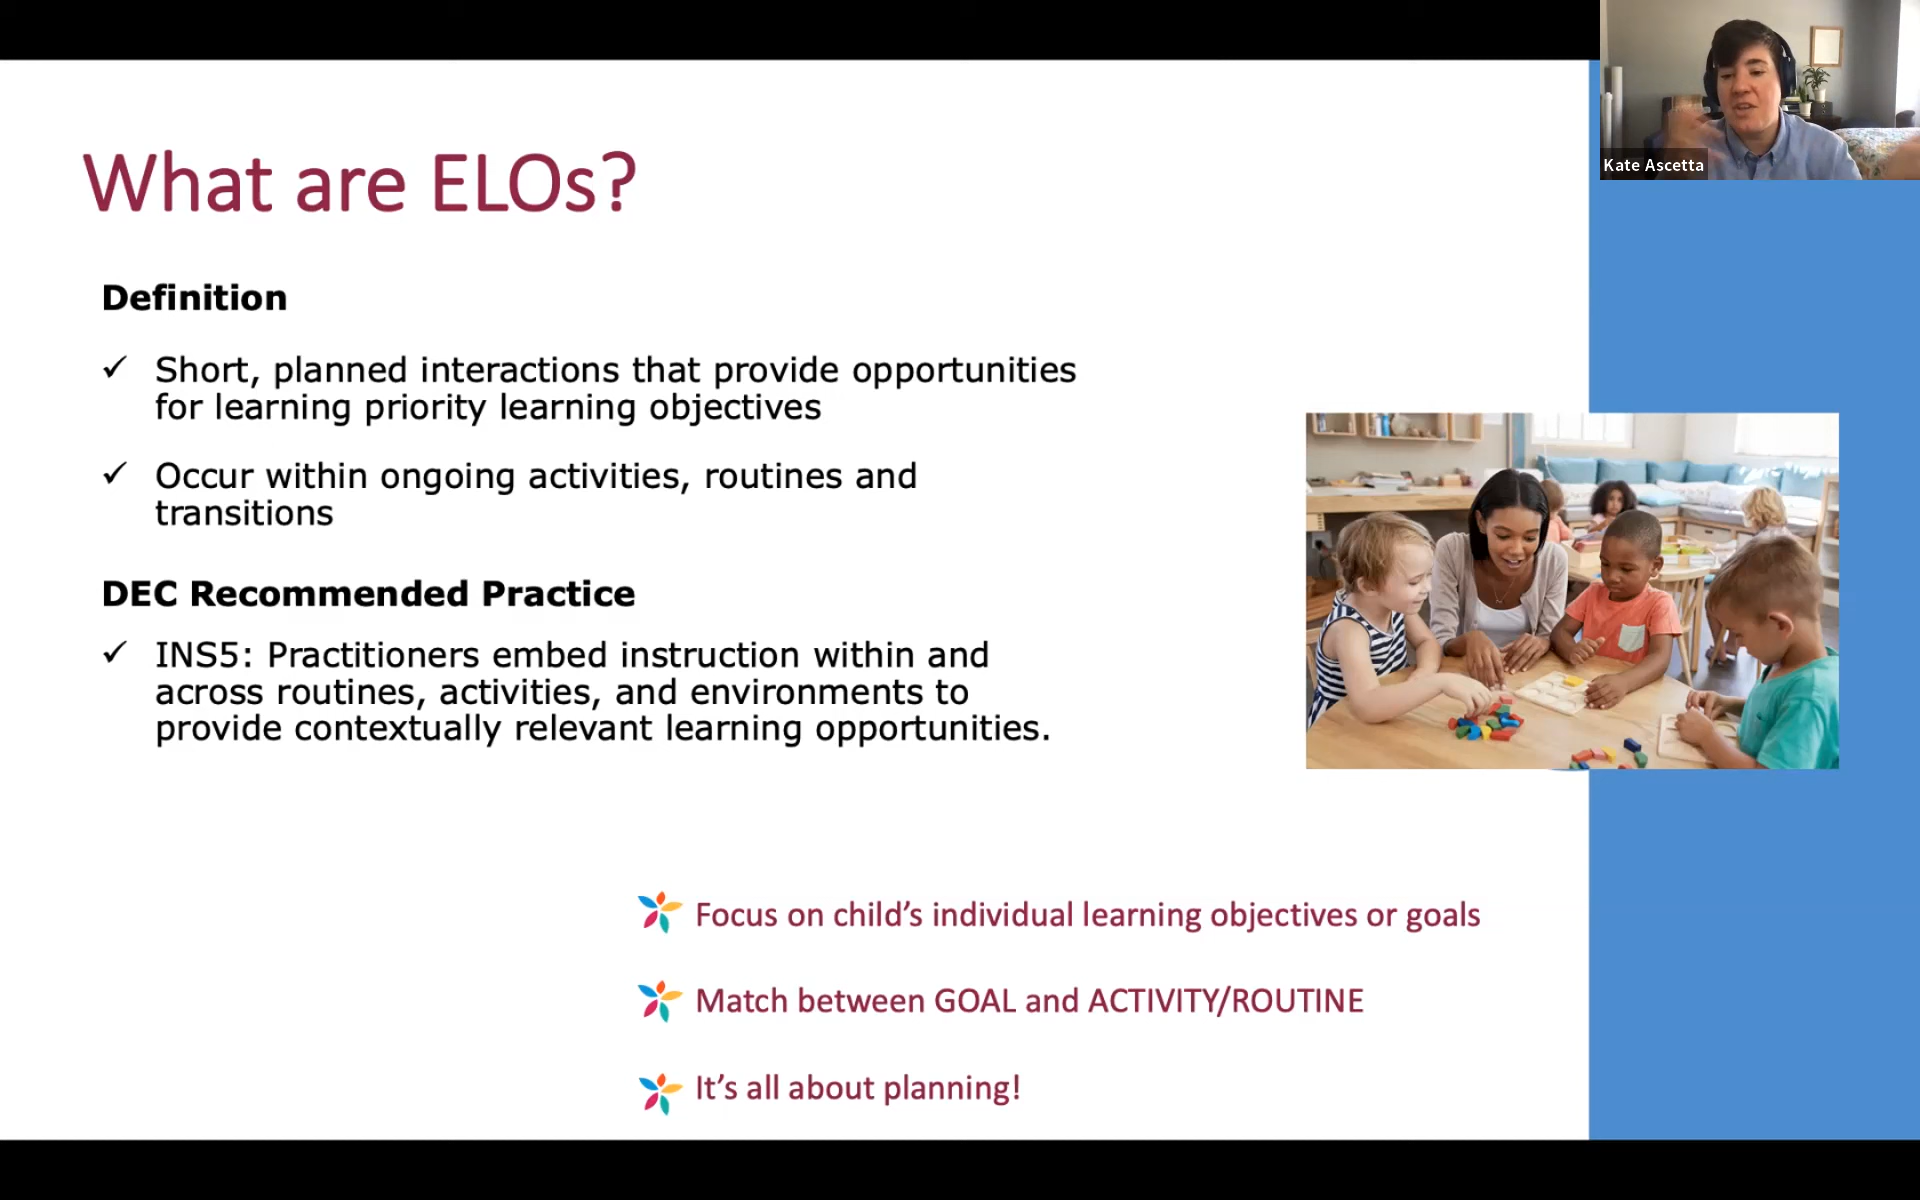 Kate Ascetta
What are ELOs?
Definition
✓ Short, planned interactions that provide opportunities
for learning priority learning objectives
✓ Occur within ongoing activities, routines and
transitions
DEC Recommended Practice
✓ INS5: Practitioners embed instruction within and
across routines, activities, and environments to
provide contextually relevant learning opportunities.
Focus on child’s individual learning objectives or goals
Match between GOAL and ACTIVITY/ROUTINE
It’s all about planning!